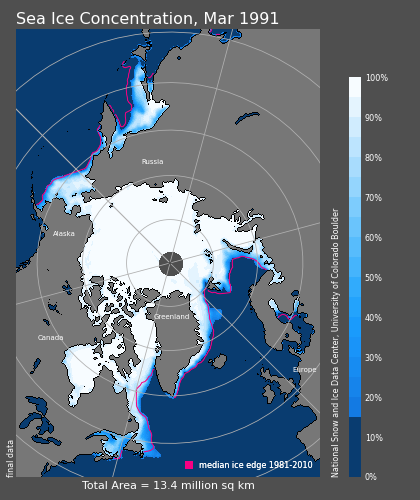 Sea Ice Concentration, Mar 1991
100%
90%
80%
70%
60%
50%
40%
30%
20%
10%
0%
National Snow and Ice Data Center, University of Colorado Boulder
Russia
Alaska
Greenland
Canada
Europe
final data
median ice edge 1981-2010
Total Area = 13.4 million sq km